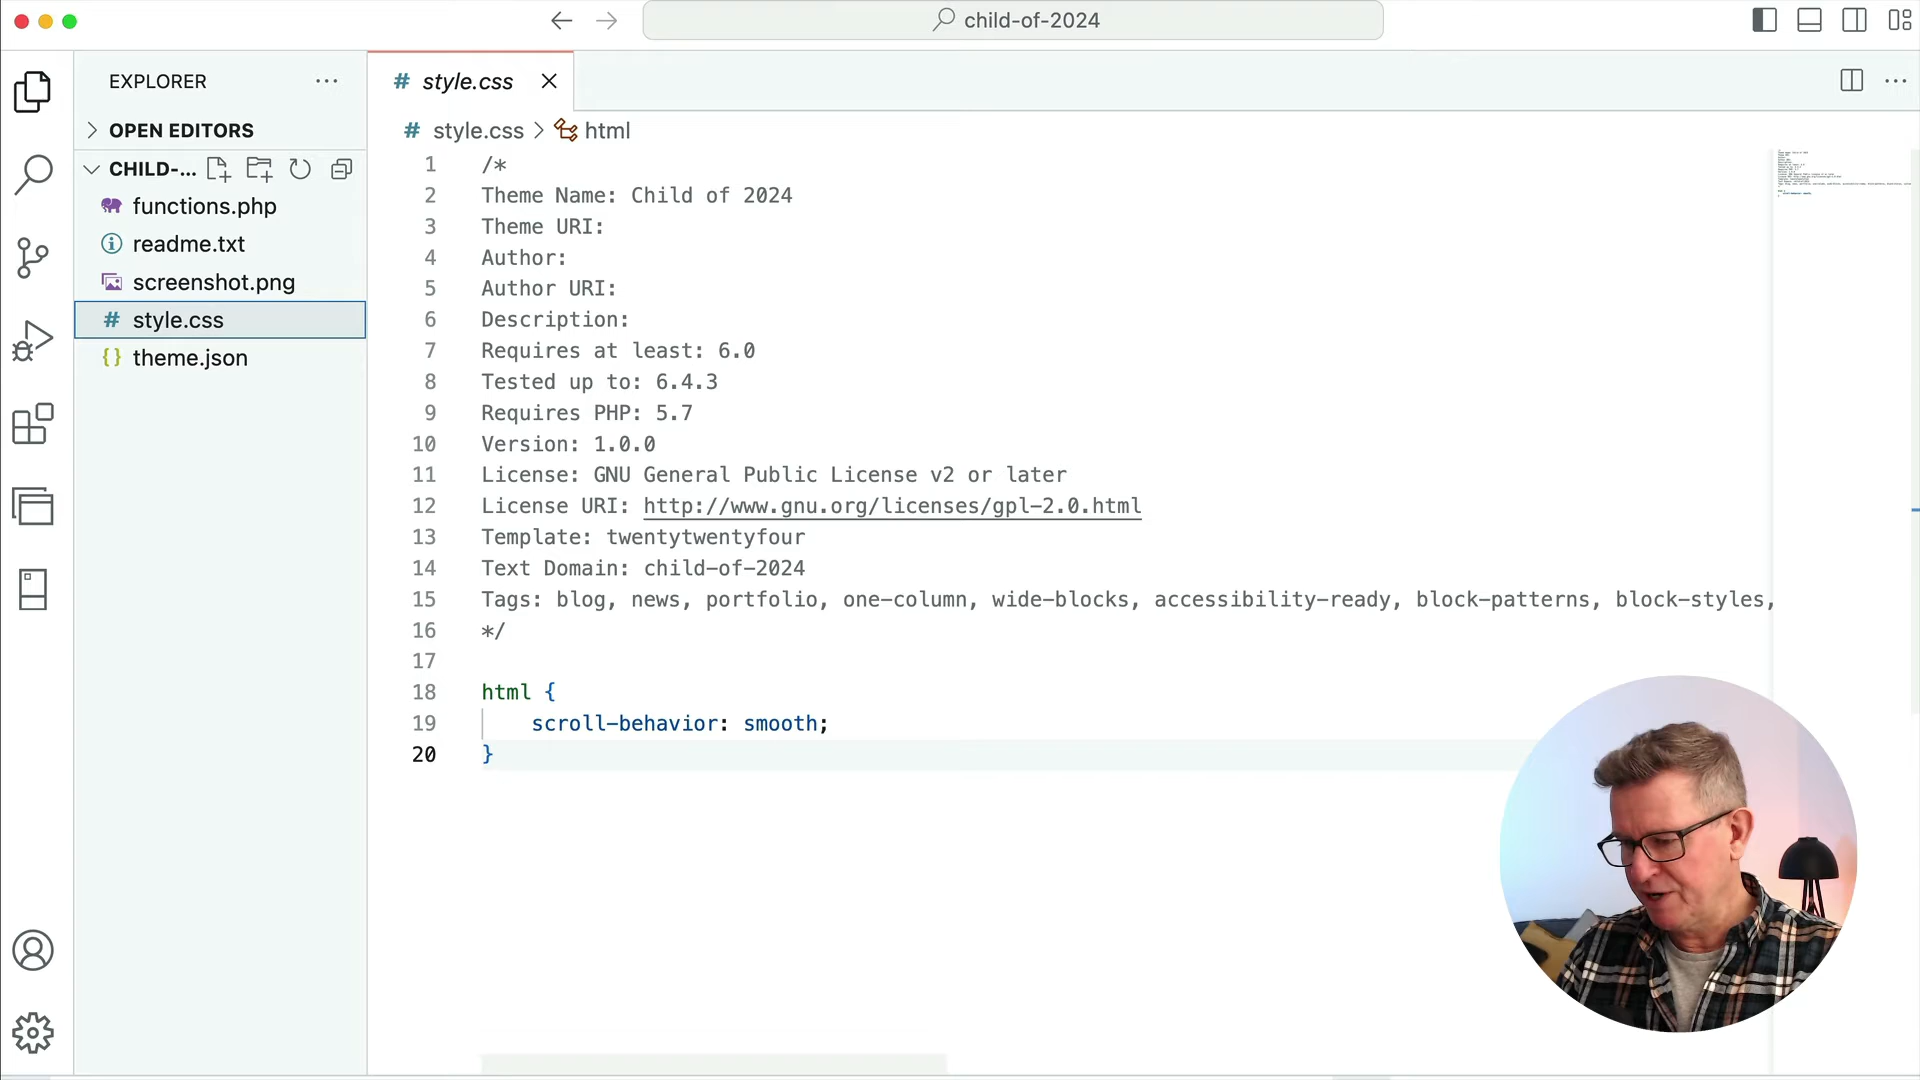 child-of-2024
EXPLORER
OPEN EDITORS
CHILD-...
functions.php
readme.txt
screenshot.png
style.css
theme.json
style.css
style.css > html
1 /*
2 Theme Name: Child of 2024
3 Theme URI:
4 Author:
5 Author URI:
6 Description:
7 Requires at least: 6.0
8 Tested up to: 6.4.3
9 Requires PHP: 5.7
10 Version: 1.0.0
11 License: GNU General Public License v2 or later
12 License URI: http://www.gnu.org/licenses/gpl-2.0.html
13 Template: twentytwentyfour
14 Text Domain: child-of-2024
15 Tags: blog, news, portfolio, one-column, wide-blocks, accessibility-ready, block-patterns, block-styles,
16 */
17
18 html {
19 scroll-behavior: smooth;
20 }